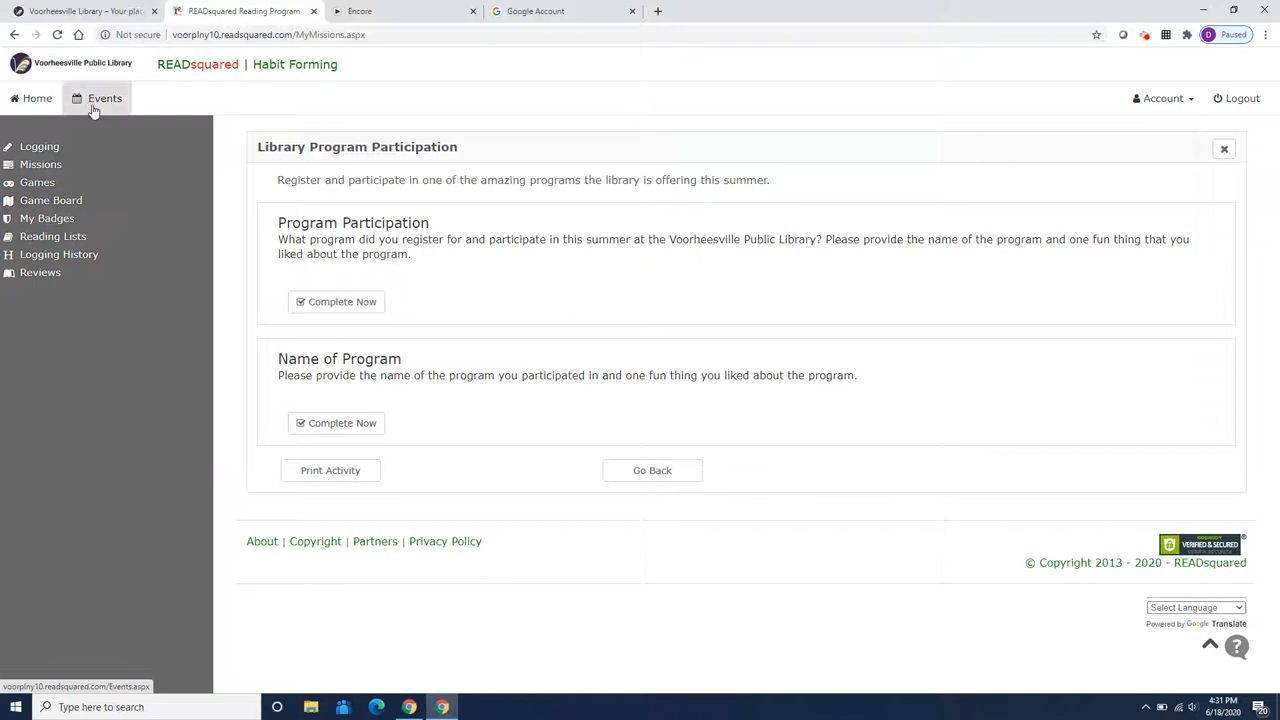 Voorheesville Library – Your plac
READsquared Reading Program
Encore
Google Account
Not secure | voorplny10.readsquared.com/MyMissions.aspx
D Paused
Voorheesville Public Library
READsquared | Habit Forming
Home
Events
Account
Logout
Logging
Missions
Games
Game Board
My Badges
Reading Lists
Logging History
Reviews
Library Program Participation
Register and participate in one of the amazing programs the library is offering this summer.
Program Participation
What program did you register for and participate in this summer at the Voorheesville Public Library? Please provide the name of the program and one fun thing that you
liked about the program.
Complete Now
Name of Program
Please provide the name of the program you participated in and one fun thing you liked about the program.
Complete Now
Print Activity
Go Back
About | Copyright | Partners | Privacy Policy
GODADDY
VERIFIED & SECURED
© Copyright 2013 - 2020 - READsquared
Select Language
Powered by Google Translate
voorplny10.readsquared.com/Events.aspx
Type here to search
4:31 PM
6/18/2020
20